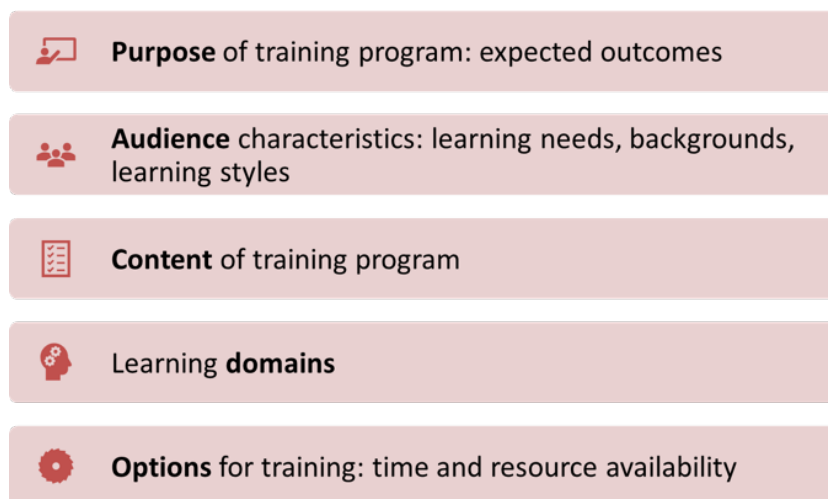 Purpose of training program: expected outcomes
Audience characteristics: learning needs, backgrounds,
learning styles
Content of training program
Learning domains
Options for training: time and resource availability